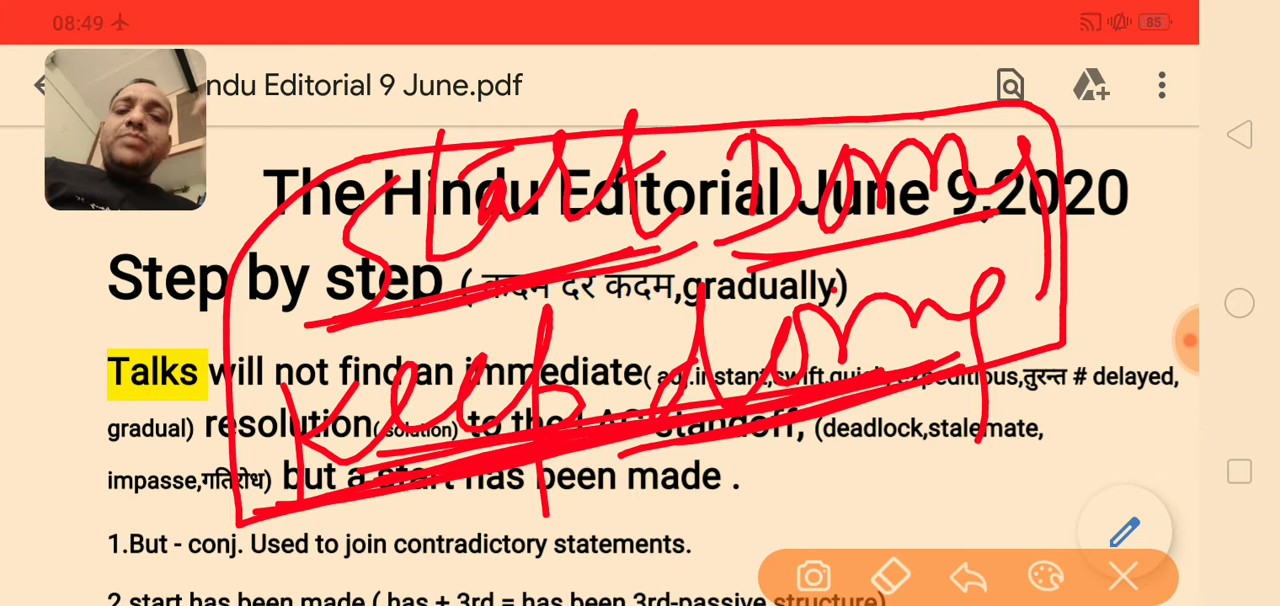 08:49 85
ndu Editorial 9 June.pdf
The Hindu Editorial June 9,2020
Start Doing
Step by step ( कदम दर कदम,gradually)
keep doing
Talks will not find an immediate( adj.instant,swift,quick,expeditious,तुरन्त # delayed,
gradual) resolution(solution) to the LAC standoff, (deadlock,stalemate,
impasse,गतिरोध) but a start has been made .
1.But - conj. Used to join contradictory statements.
2.start has been made ( has + 3rd = has been 3rd-passive structure)